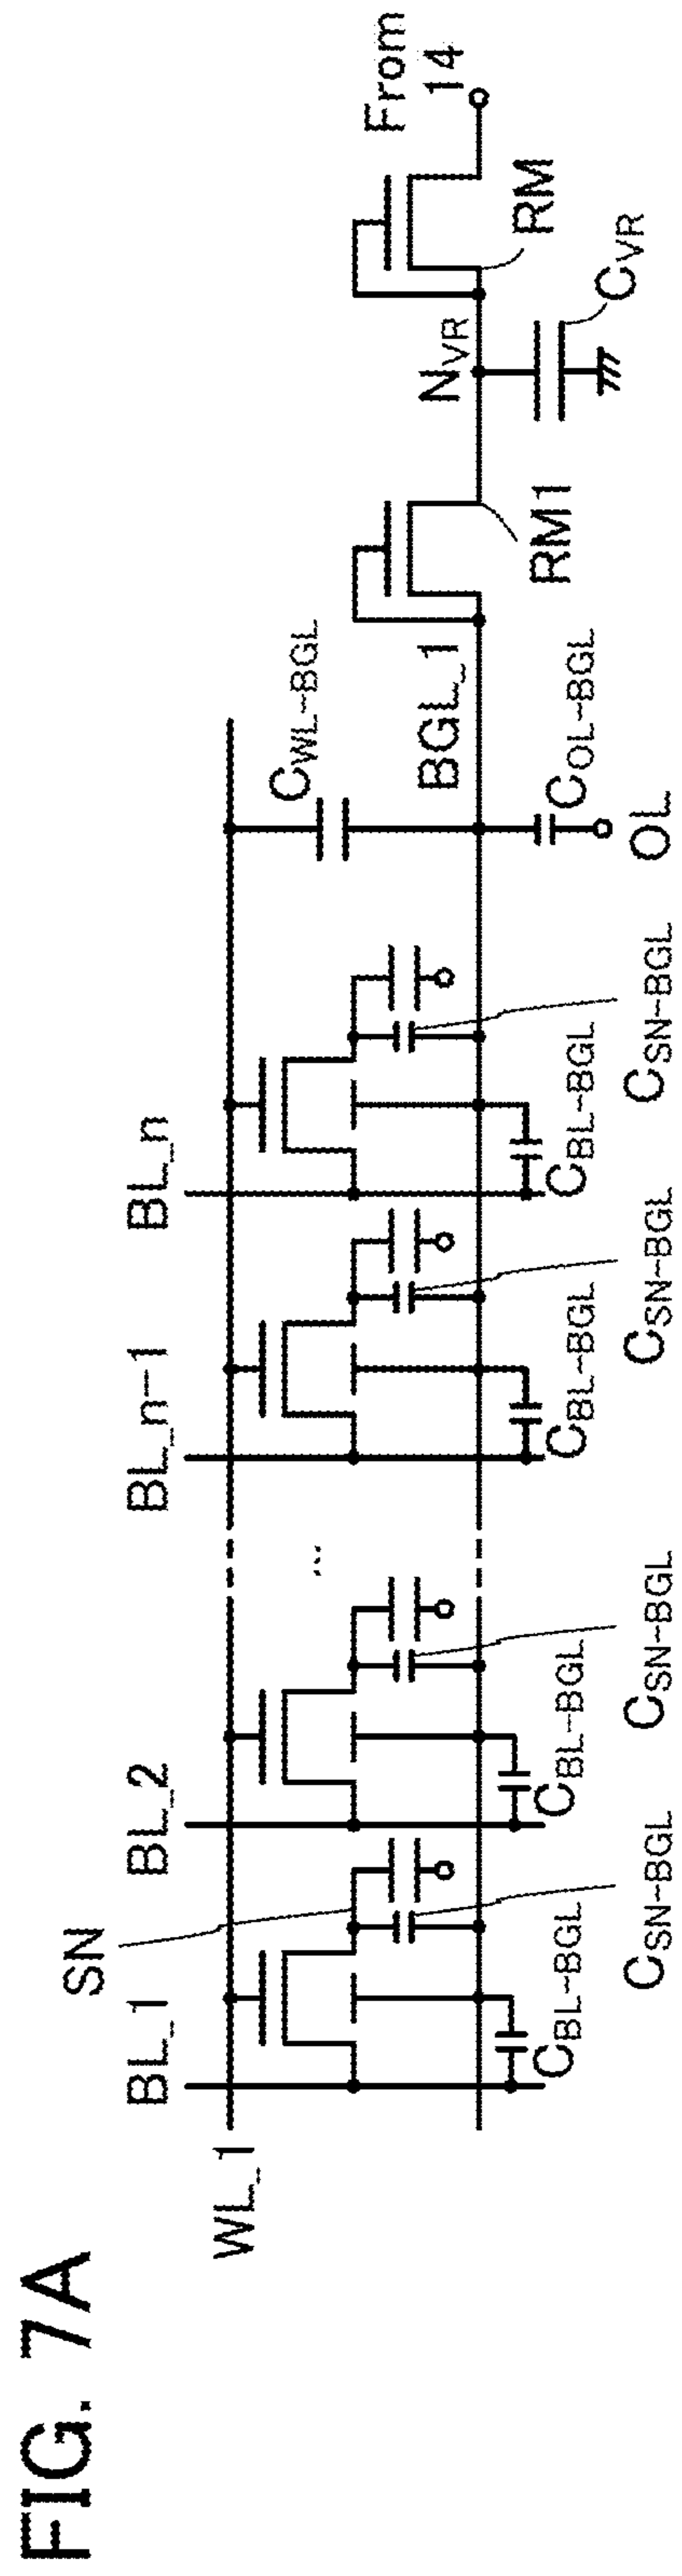 FIG. 7A
SN
BL_1
BL_2
BL_n-1
BL_n
WL_1
...
C_WL-BGL
BGL_1
N_VR
From
14
RM1
RM
C_VR
C_BL-BGL
C_BL-BGL
C_BL-BGL
C_BL-BGL
C_OL-BGL
C_SN-BGL
C_SN-BGL
C_SN-BGL
C_SN-BGL
OL